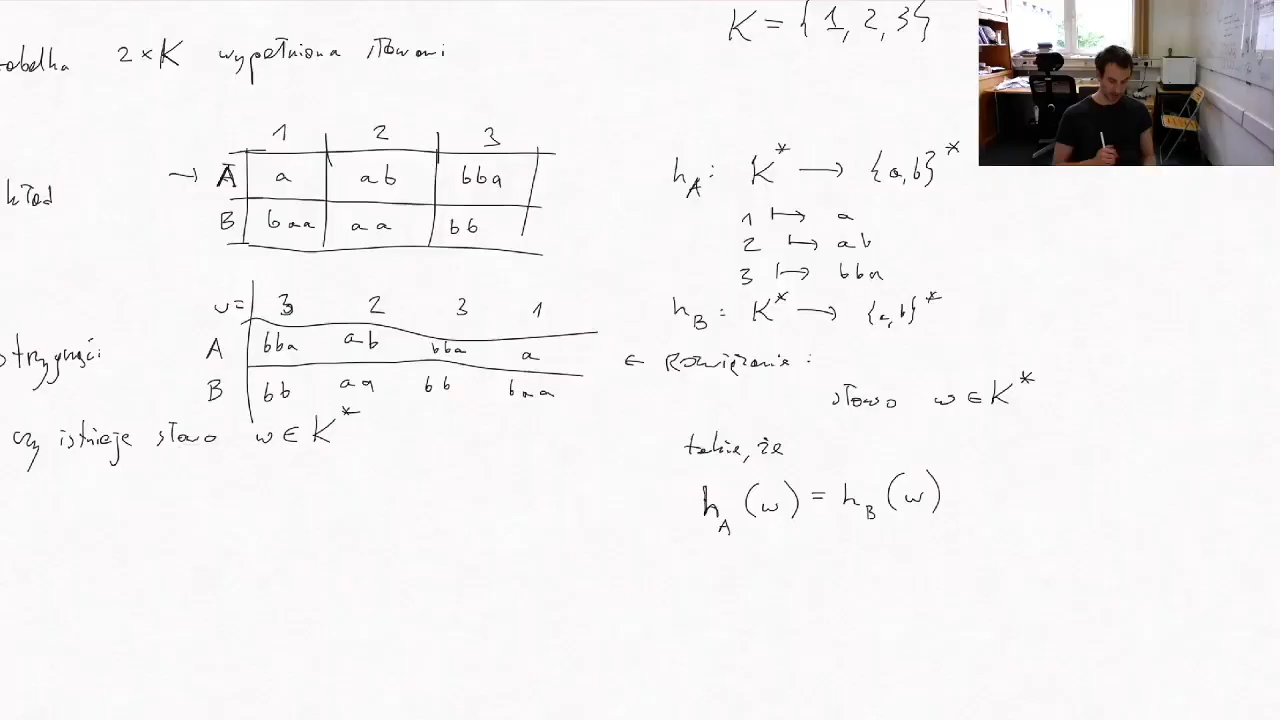 K = {1, 2, 3}
tabelka 2×K wypełniona słowami
1 2 3
→ A a ab bba
B baa aa bb
kład
h_A : K* → {a,b}*
1 ↦ a
2 ↦ ab
3 ↦ bba
h_B : K* → {a,b}*
w= 3 2 3 1
A bba ab bba a
B bb aa bb baa
← Rozwiązanie:
słowo w ∈ K*
takie, że
h_A (w) = h_B (w)
czy istnieje słowo w ∈ K*